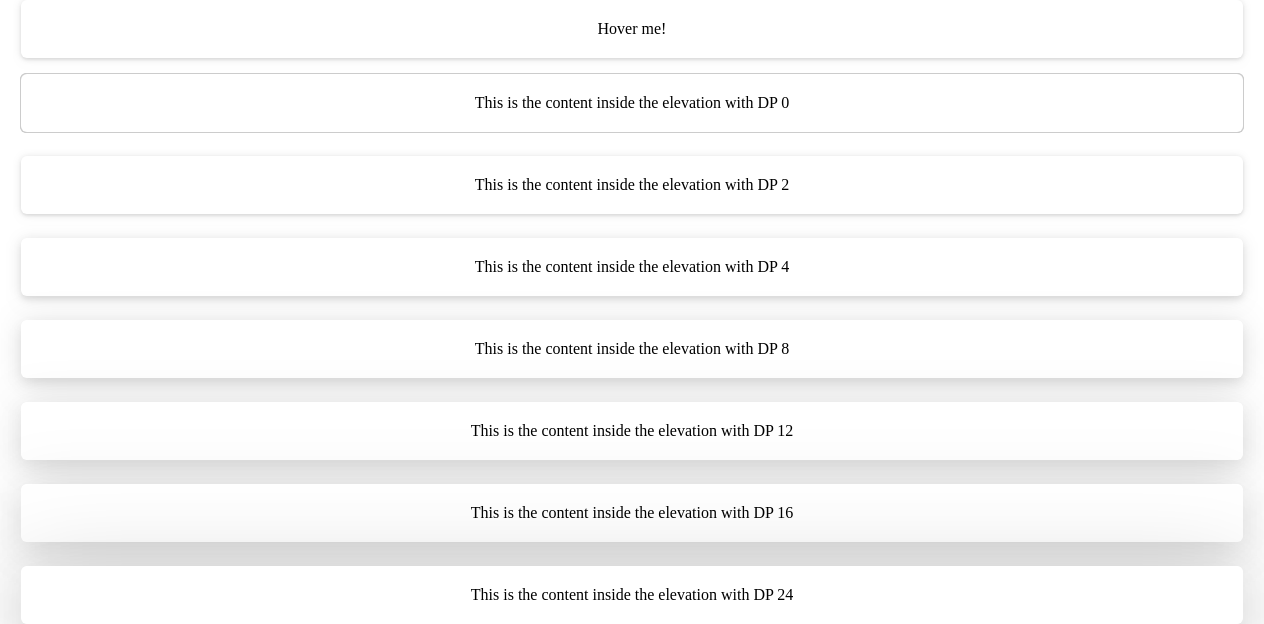 Hover me!
This is the content inside the elevation with DP 0
This is the content inside the elevation with DP 2
This is the content inside the elevation with DP 4
This is the content inside the elevation with DP 8
This is the content inside the elevation with DP 12
This is the content inside the elevation with DP 16
This is the content inside the elevation with DP 24